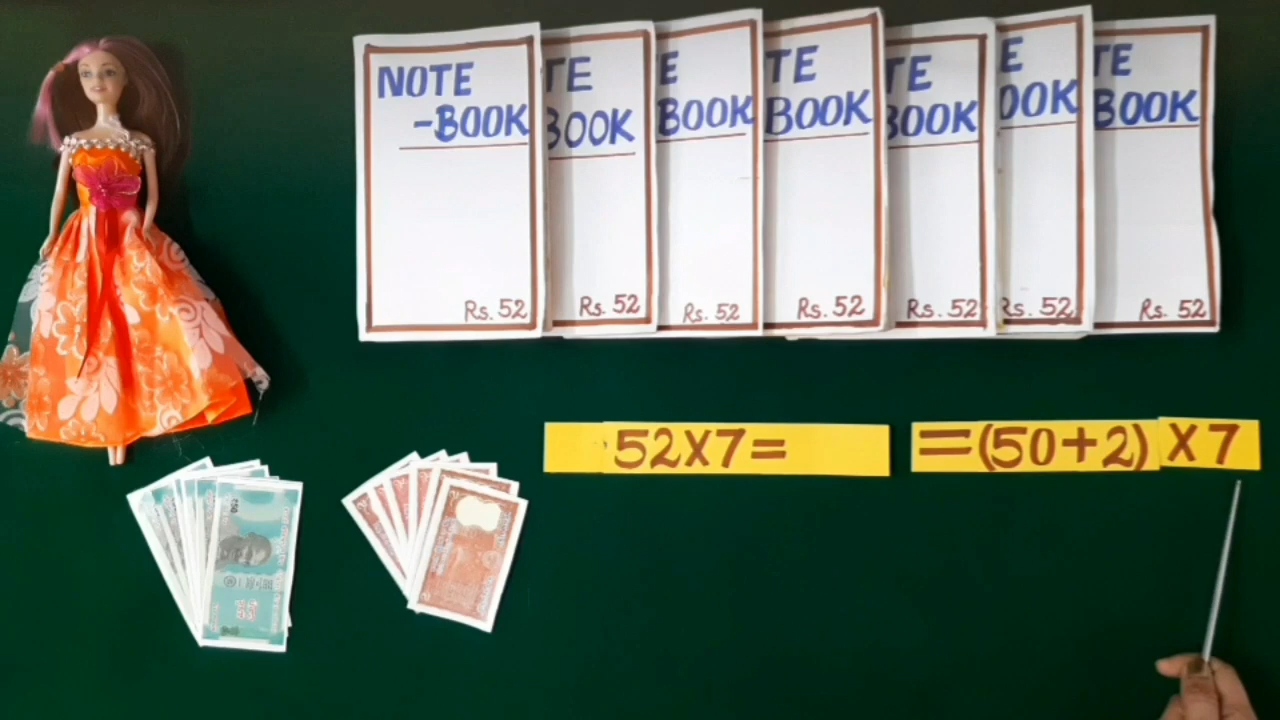 NOTE
-BOOK
Rs. 52
TE
BOOK
Rs. 52
E
BOOK
Rs. 52
TE
BOOK
Rs. 52
TE
BOOK
Rs. 52
E
OOK
Rs. 52
TE
BOOK
Rs. 52
52X7=
=(50+2) X 7